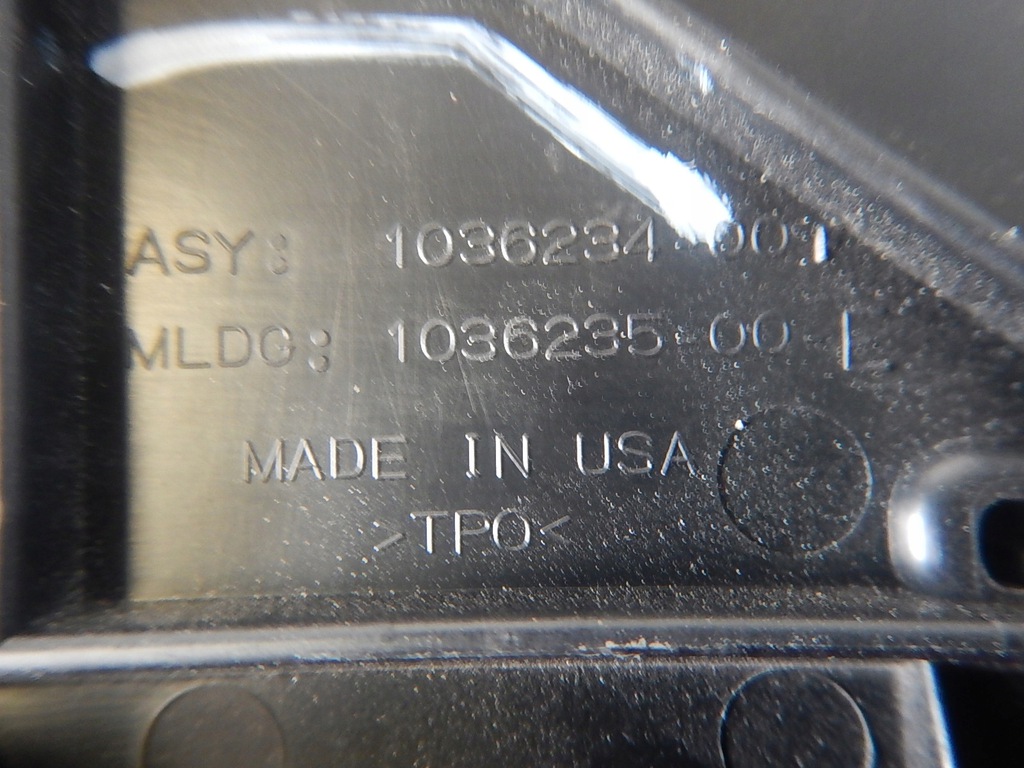 ASY: 1036234-00 I
MLDG: 1036235-00 I
MADE IN USA
>TPO<